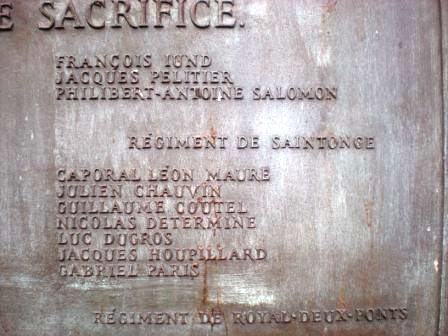 E SACRIFICE.
FRANÇOIS IUND
JACQUES PELITIER
PHILIBERT-ANTOINE SALOMON
RÉGIMENT DE SAINTONGE
CAPORAL LÉON MAURE
JULIEN CHAUVIN
GUILLAUME COUTEL
NICOLAS DETERMINE
LUC DUGROS
JACQUES HOUPILLARD
GABRIEL PARIS
RÉGIMENT DE ROYAL·DEUX·PONTS